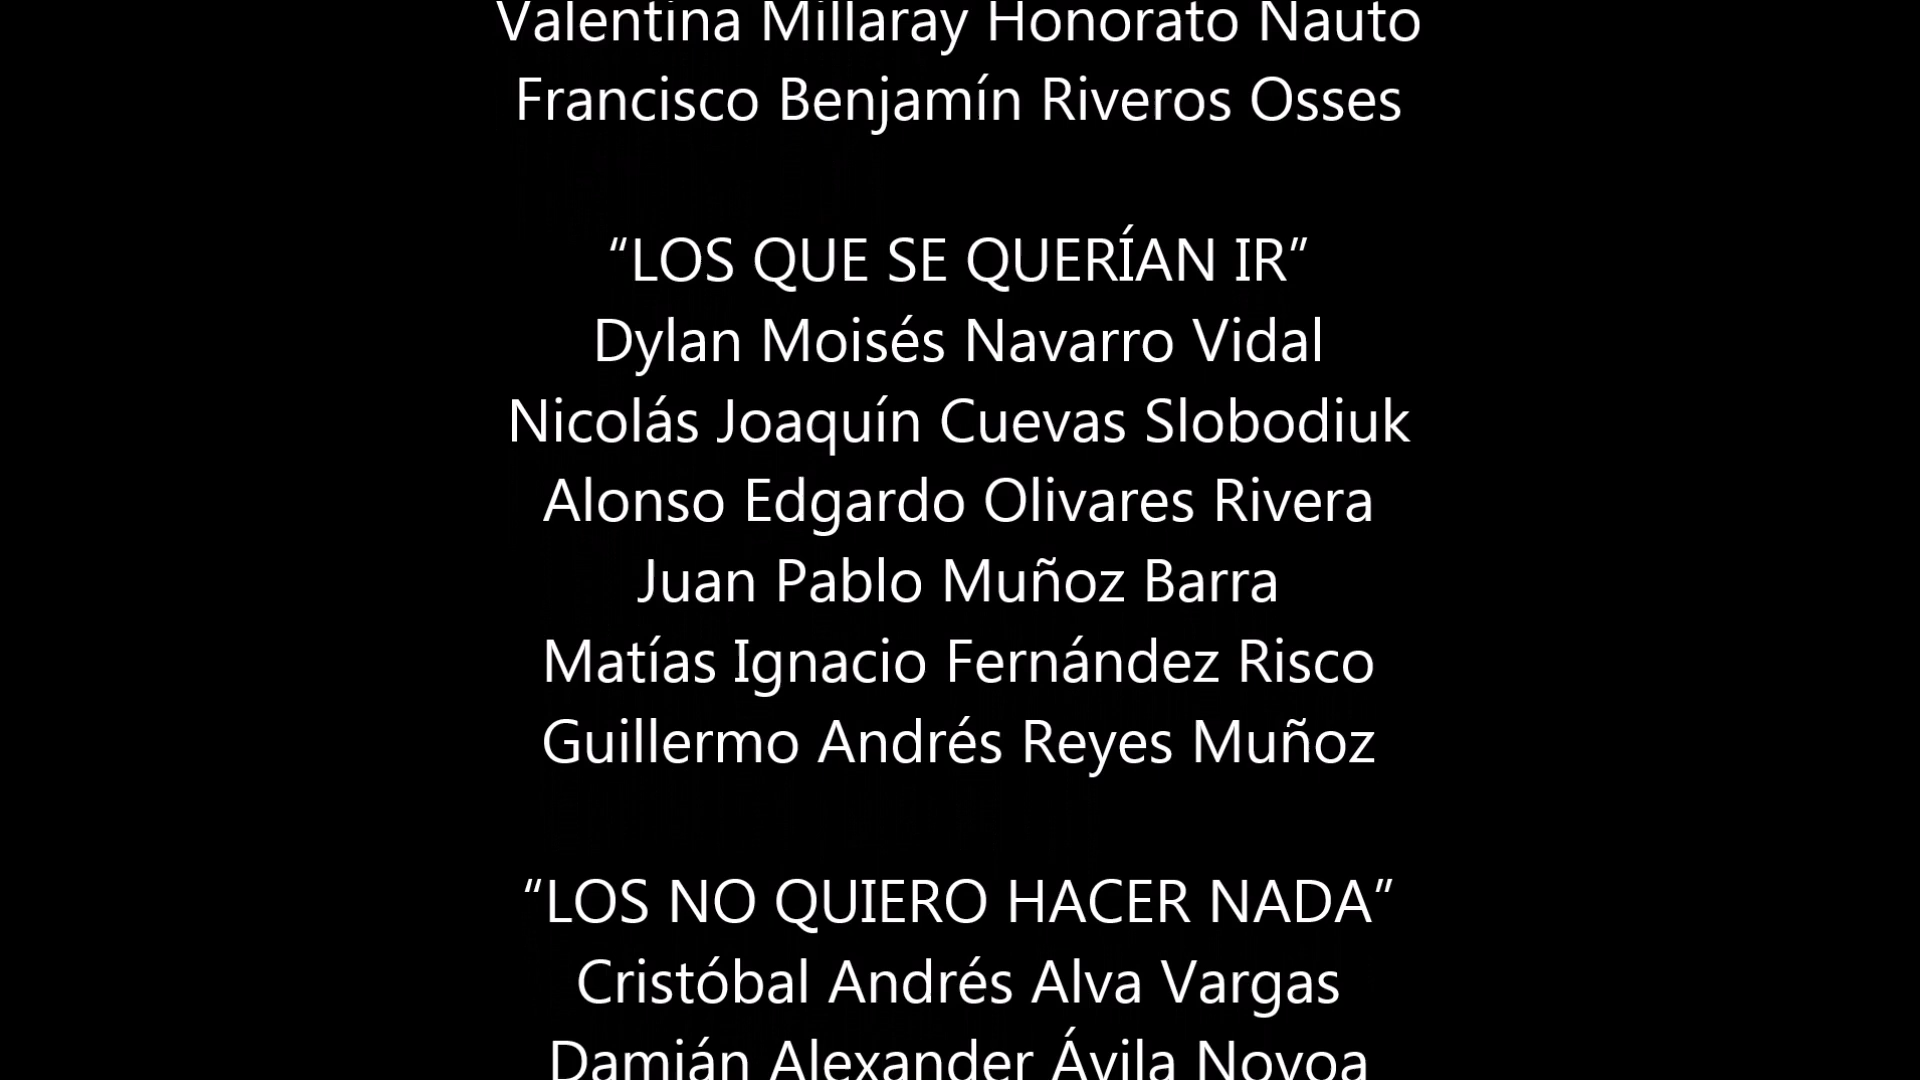 Valentina Millaray Honorato Nauto
Francisco Benjamín Riveros Osses
“LOS QUE SE QUERÍAN IR”
Dylan Moisés Navarro Vidal
Nicolás Joaquín Cuevas Slobodiuk
Alonso Edgardo Olivares Rivera
Juan Pablo Muñoz Barra
Matías Ignacio Fernández Risco
Guillermo Andrés Reyes Muñoz
“LOS NO QUIERO HACER NADA”
Cristóbal Andrés Alva Vargas
Damián Alexander Ávila Novoa